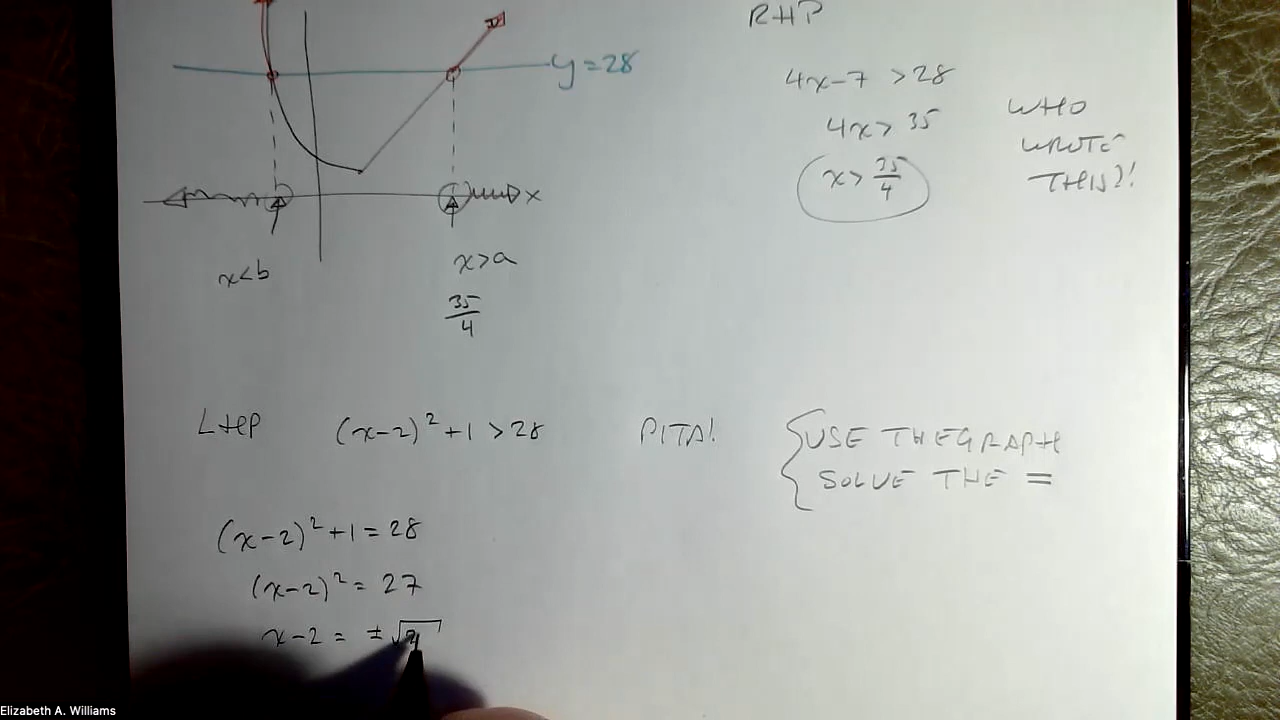 RHP
y=28
4x-7 >28
4x> 35
x> 35/4
WHO
WROTE
THIS?!
x
x<b
x>a
35/4
LHP
(x-2)²+1 >28
PITA!
USE THE GRAPH
SOLVE THE =
(x-2)²+1=28
(x-2)²= 27
x-2= ±√2
Elizabeth A. Williams